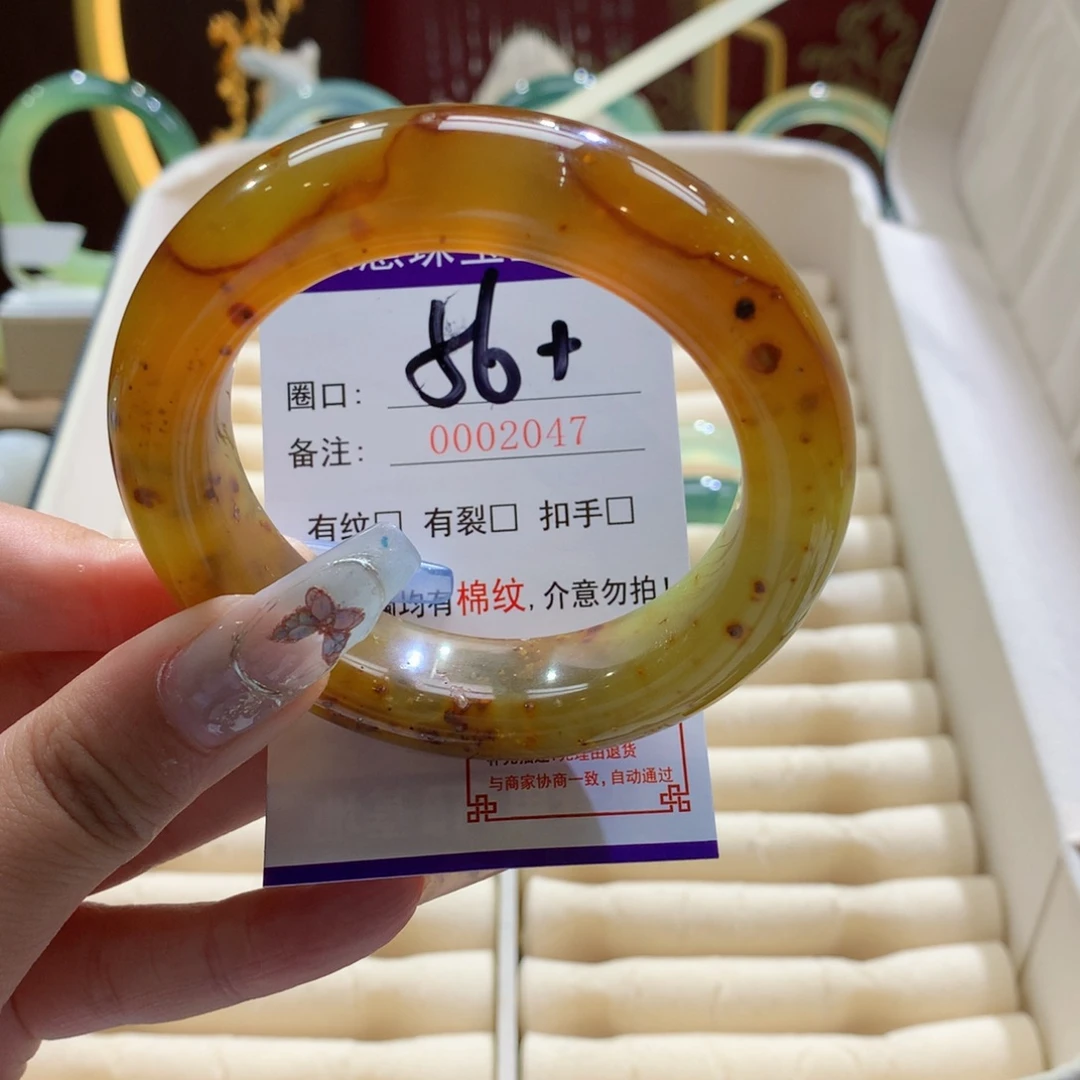 56+
圈口:
备注: 0002047
有纹□ 有裂□ 扣手□
均有棉纹, 介意勿拍!
理由退货
与商家协商一致, 自动通过